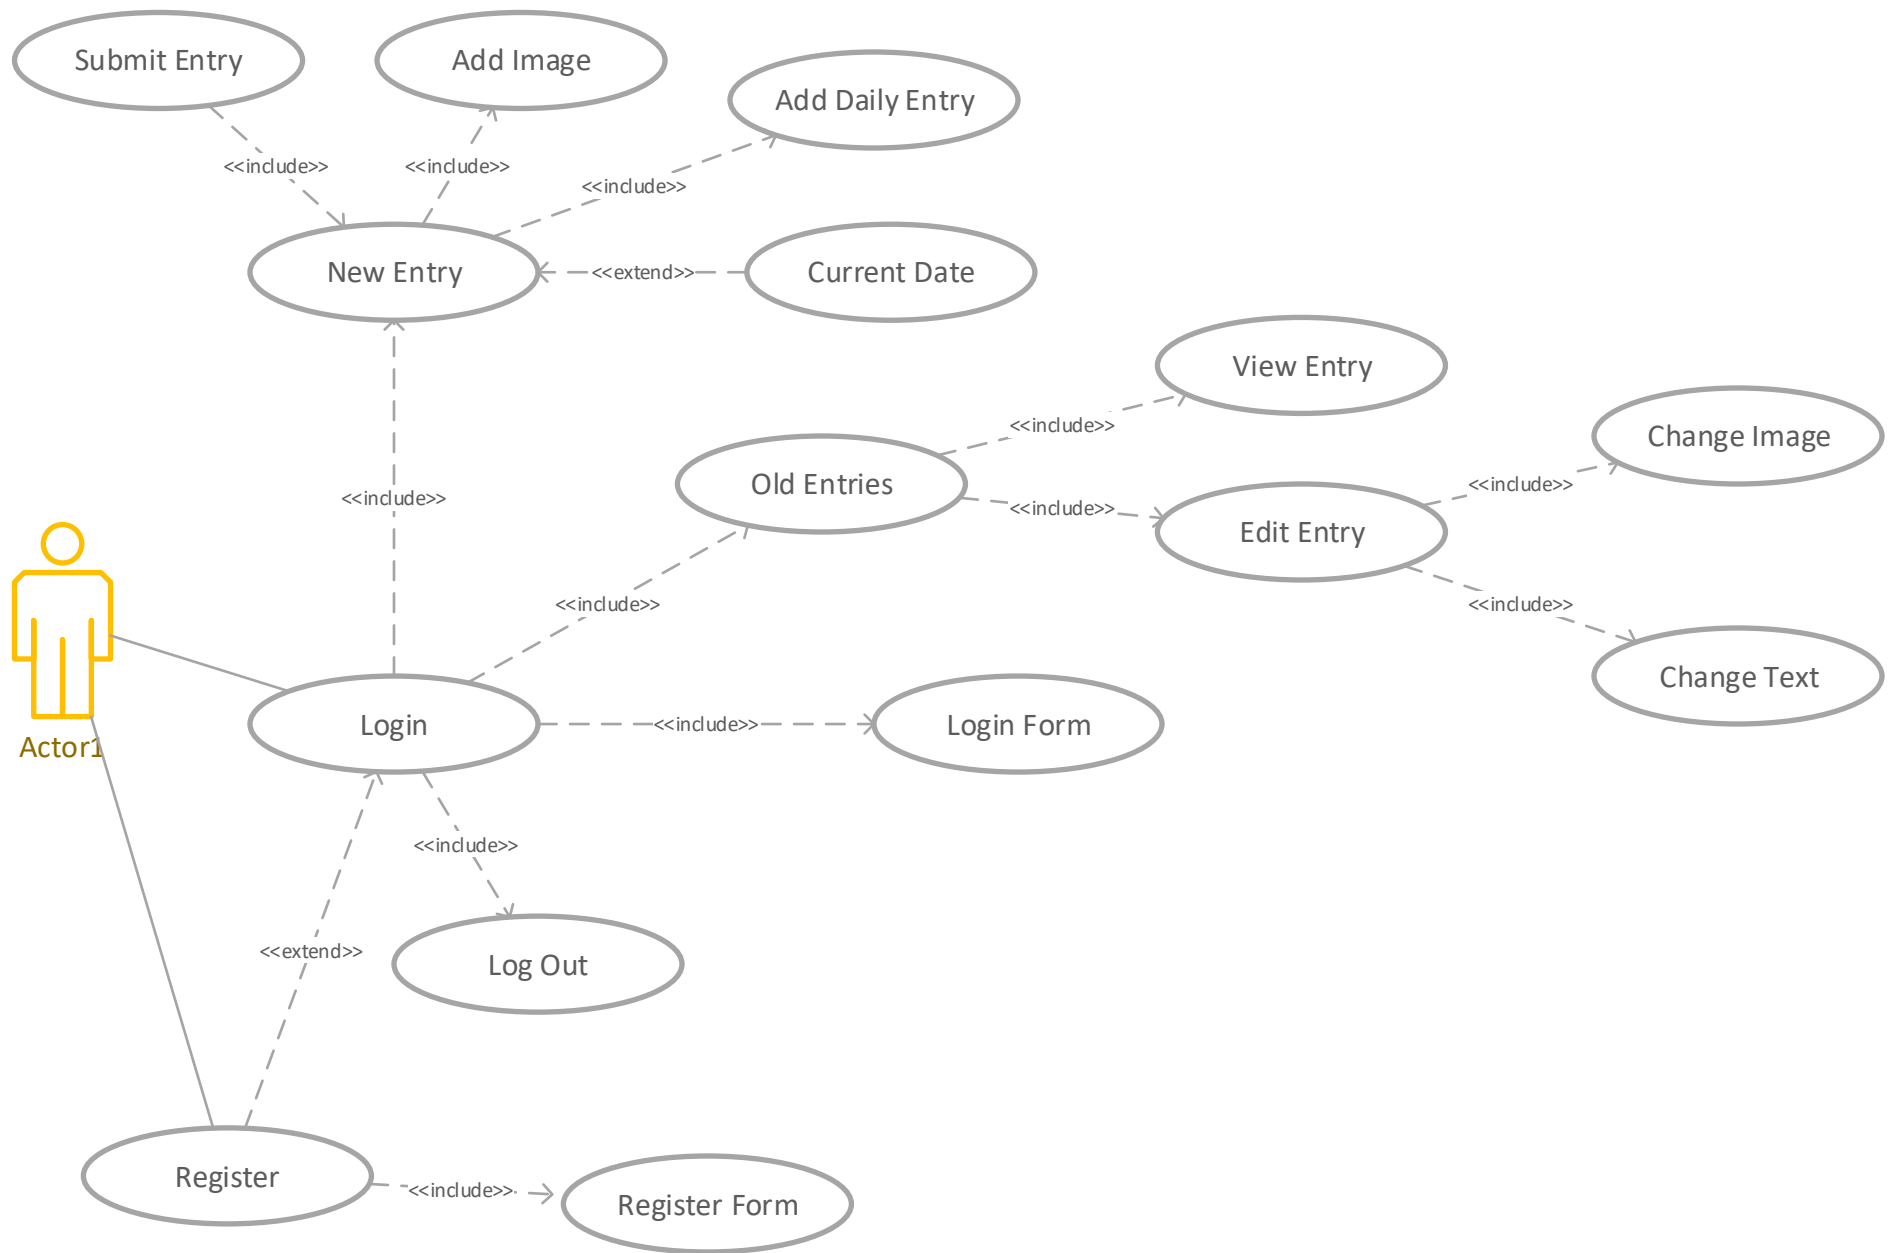 Submit Entry
Add Image
Add Daily Entry
<<include>>
<<include>>
<<include>>
New Entry
<<extend>>
Current Date
View Entry
<<include>>
Change Image
Old Entries
<<include>>
<<include>>
<<include>>
Edit Entry
<<include>>
<<include>>
Change Text
Actor1
Login
<<include>>
Login Form
<<include>>
<<extend>>
Log Out
Register
<<include>>
Register Form